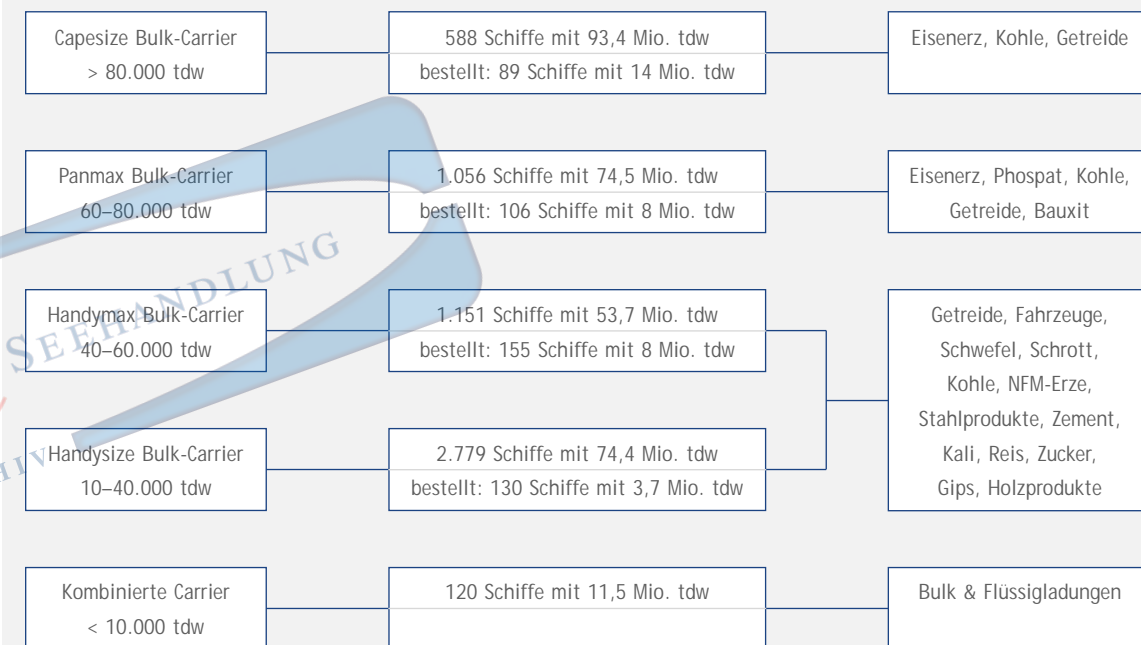 Capesize Bulk-Carrier
> 80.000 tdw
588 Schiffe mit 93,4 Mio. tdw
bestellt: 89 Schiffe mit 14 Mio. tdw
Eisenerz, Kohle, Getreide
Panmax Bulk-Carrier
60–80.000 tdw
1.056 Schiffe mit 74,5 Mio. tdw
bestellt: 106 Schiffe mit 8 Mio. tdw
Eisenerz, Phospat, Kohle,
Getreide, Bauxit
Handymax Bulk-Carrier
40–60.000 tdw
1.151 Schiffe mit 53,7 Mio. tdw
bestellt: 155 Schiffe mit 8 Mio. tdw
Handysize Bulk-Carrier
10–40.000 tdw
2.779 Schiffe mit 74,4 Mio. tdw
bestellt: 130 Schiffe mit 3,7 Mio. tdw
Getreide, Fahrzeuge,
Schwefel, Schrott,
Kohle, NFM-Erze,
Stahlprodukte, Zement,
Kali, Reis, Zucker,
Gips, Holzprodukte
Kombinierte Carrier
< 10.000 tdw
120 Schiffe mit 11,5 Mio. tdw
Bulk & Flüssigladungen
SEEHANDLUNG